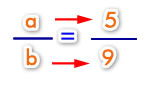 a → 5
=
b → 9